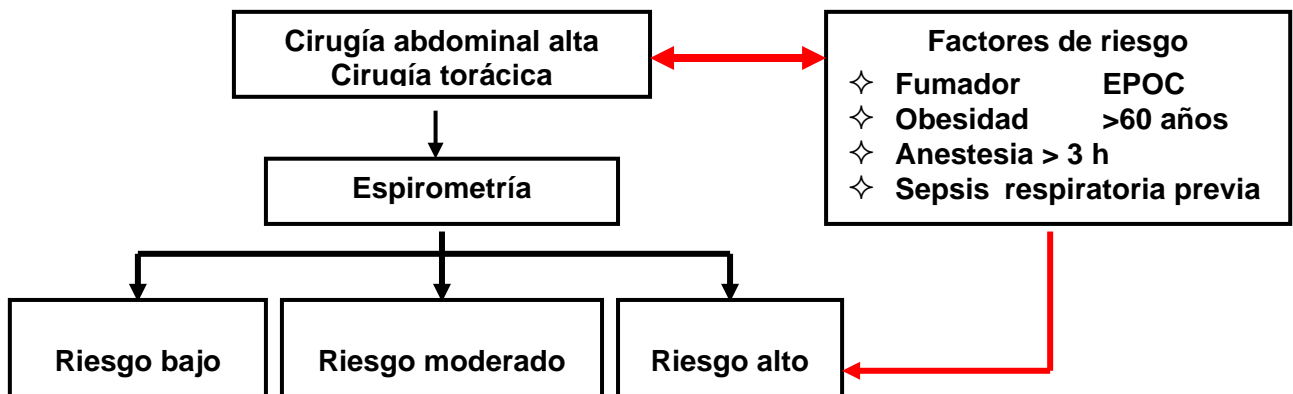 Cirugía abdominal alta
Cirugía torácica
Factores de riesgo
✧ Fumador EPOC
✧ Obesidad >60 años
✧ Anestesia > 3 h
✧ Sepsis respiratoria previa
Espirometría
Riesgo bajo
Riesgo moderado
Riesgo alto